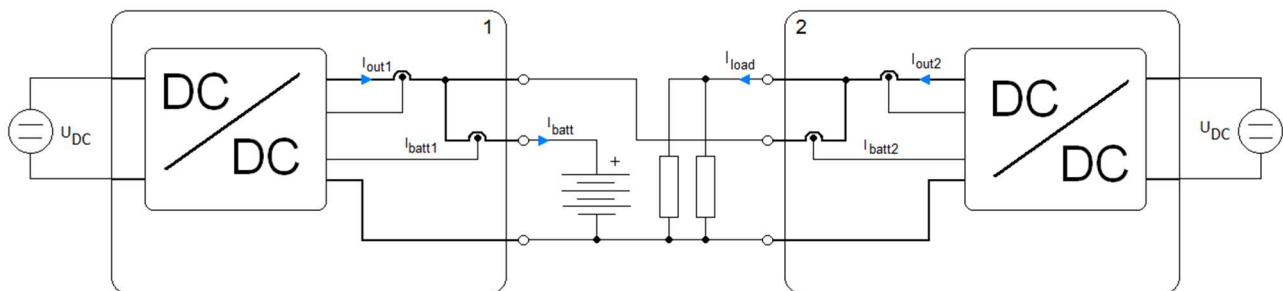 1
2
I_out1
I_load
I_out2
DC
DC
U_DC
I_batt
I_batt1
+
I_batt2
DC
DC
U_DC